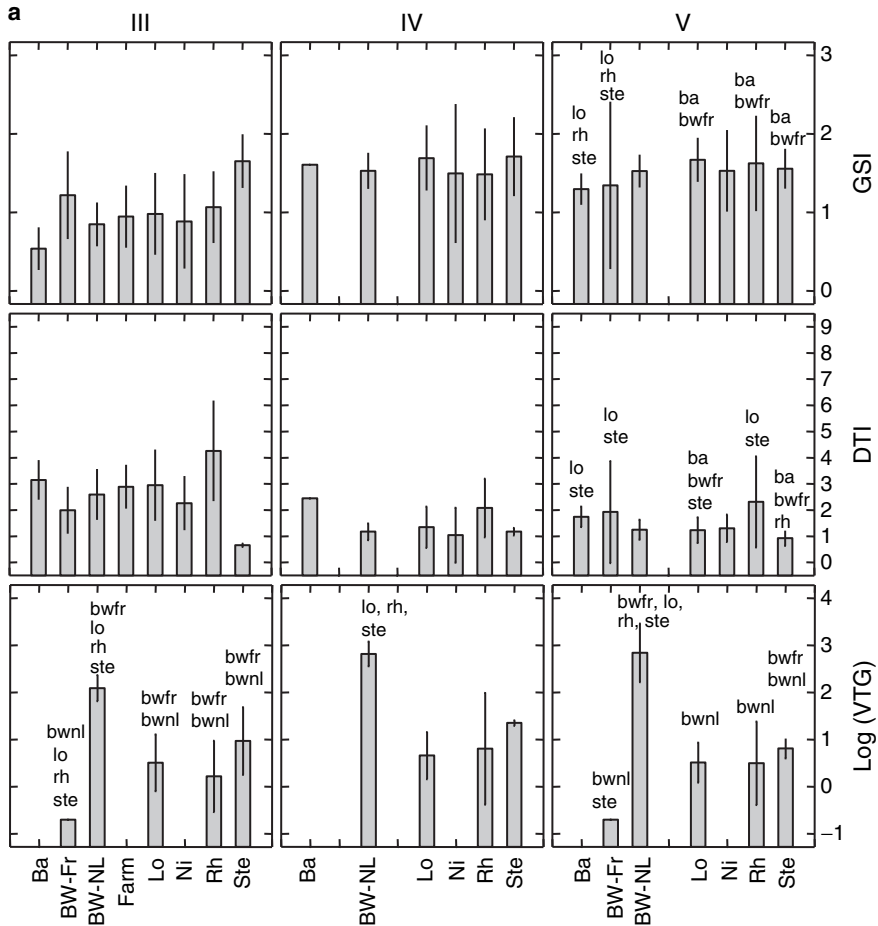 a
III IV V
lo
rh
ste
lo
rh
ste
ba
bwfr
ba
bwfr
ba
bwfr
3
2
1
0
GSI
lo
ste
lo
ste
ba
bwfr
ste
lo
ste
ba
bwfr
rh
9
8
7
6
5
4
3
2
1
0
DTI
bwnl
lo
rh
ste
bwfr
lo
rh
ste
bwfr
bwnl
bwfr
bwnl
bwfr
bwnl
lo, rh,
ste
bwnl
ste
bwfr, lo,
rh, ste
bwnl
bwnl
bwfr
bwnl
4
3
2
1
0
−1
Log (VTG)
Ba
BW-Fr
BW-NL
Farm
Lo
Ni
Rh
Ste
Ba
BW-NL
Lo
Ni
Rh
Ste
Ba
BW-Fr
BW-NL
Lo
Ni
Rh
Ste